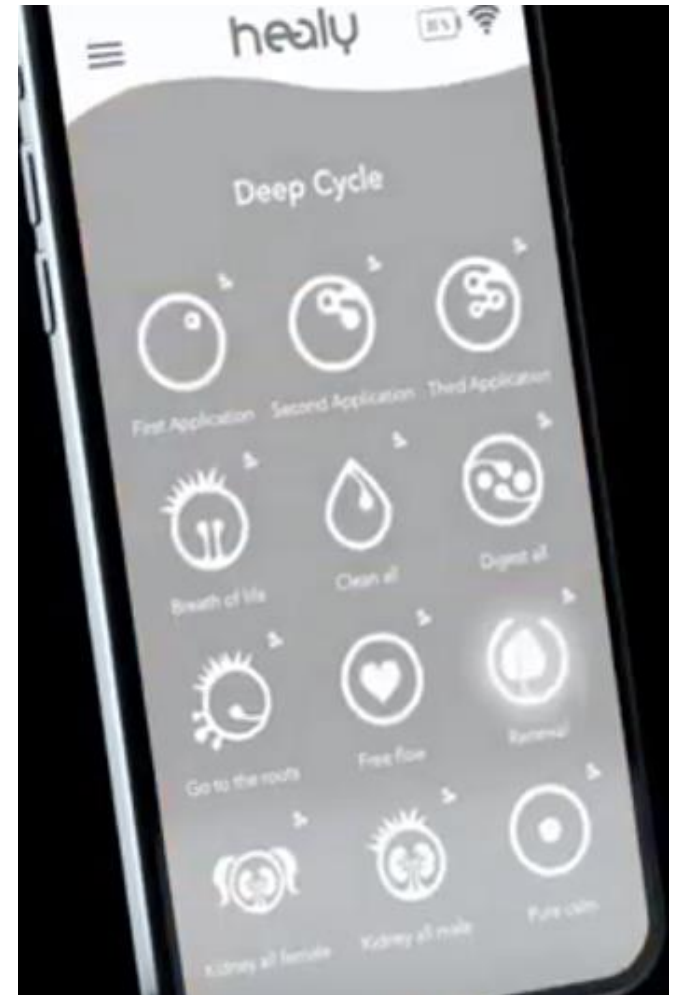 healy
Deep Cycle
First Application Second Application Third Application
Breath of life Clean all Digest all
Go to the roots Free flow Renewal
Kidney all female Kidney all male Pure calm